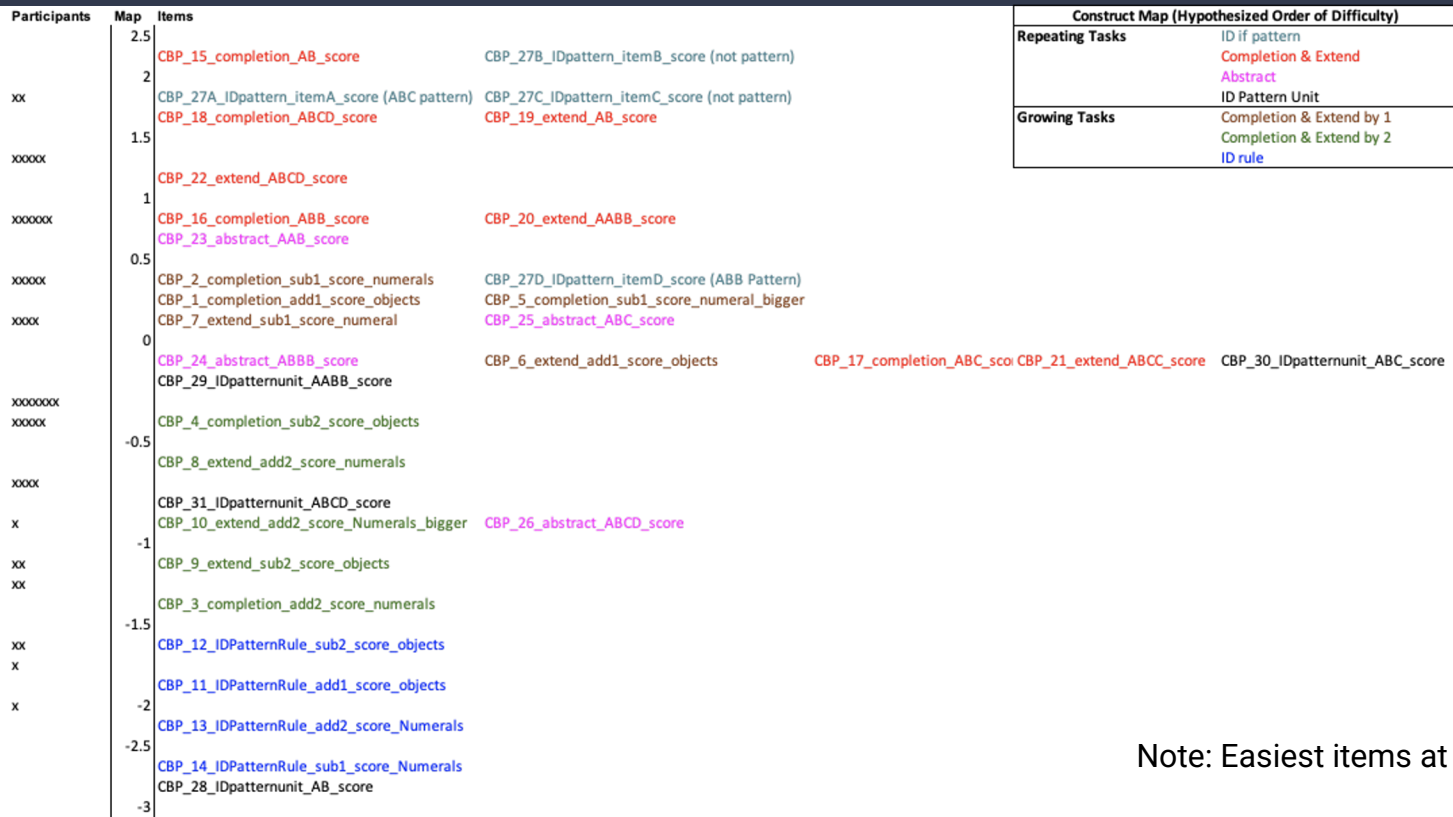 Participants Map Items
Construct Map (Hypothesized Order of Difficulty)
Repeating Tasks ID if pattern
Completion & Extend
Abstract
ID Pattern Unit
Growing Tasks Completion & Extend by 1
Completion & Extend by 2
ID rule
2.5
CBP_15_completion_AB_score CBP_27B_IDpattern_itemB_score (not pattern)
2
xx CBP_27A_IDpattern_itemA_score (ABC pattern) CBP_27C_IDpattern_itemC_score (not pattern)
CBP_18_completion_ABCD_score CBP_19_extend_AB_score
1.5
xxxxx
CBP_22_extend_ABCD_score
1
xxxxxx CBP_16_completion_ABB_score CBP_20_extend_AABB_score
CBP_23_abstract_AAB_score
0.5
xxxxx CBP_2_completion_sub1_score_numerals CBP_27D_IDpattern_itemD_score (ABB Pattern)
CBP_1_completion_add1_score_objects CBP_5_completion_sub1_score_numeral_bigger
xxxx CBP_7_extend_sub1_score_numeral CBP_25_abstract_ABC_score
0
CBP_24_abstract_ABBB_score CBP_6_extend_add1_score_objects CBP_17_completion_ABC_sco CBP_21_extend_ABCC_score CBP_30_IDpatternunit_ABC_score
CBP_29_IDpatternunit_AABB_score
xxxxxxx
xxxxx CBP_4_completion_sub2_score_objects
-0.5
CBP_8_extend_add2_score_numerals
xxxx
CBP_31_IDpatternunit_ABCD_score
x CBP_10_extend_add2_score_Numerals_bigger CBP_26_abstract_ABCD_score
-1
xx CBP_9_extend_sub2_score_objects
xx
CBP_3_completion_add2_score_numerals
-1.5
xx CBP_12_IDPatternRule_sub2_score_objects
x
CBP_11_IDPatternRule_add1_score_objects
x -2
CBP_13_IDPatternRule_add2_score_Numerals
-2.5
CBP_14_IDPatternRule_sub1_score_Numerals
CBP_28_IDpatternunit_AB_score
-3
Note: Easiest items at